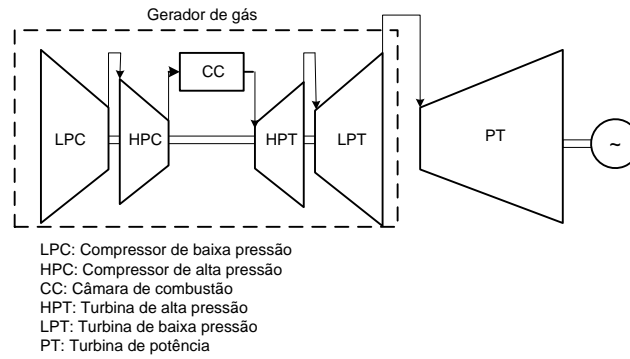 Gerador de gás
CC
LPC
HPC
HPT
LPT
PT
~
LPC: Compressor de baixa pressão
HPC: Compressor de alta pressão
CC: Câmara de combustão
HPT: Turbina de alta pressão
LPT: Turbina de baixa pressão
PT: Turbina de potência